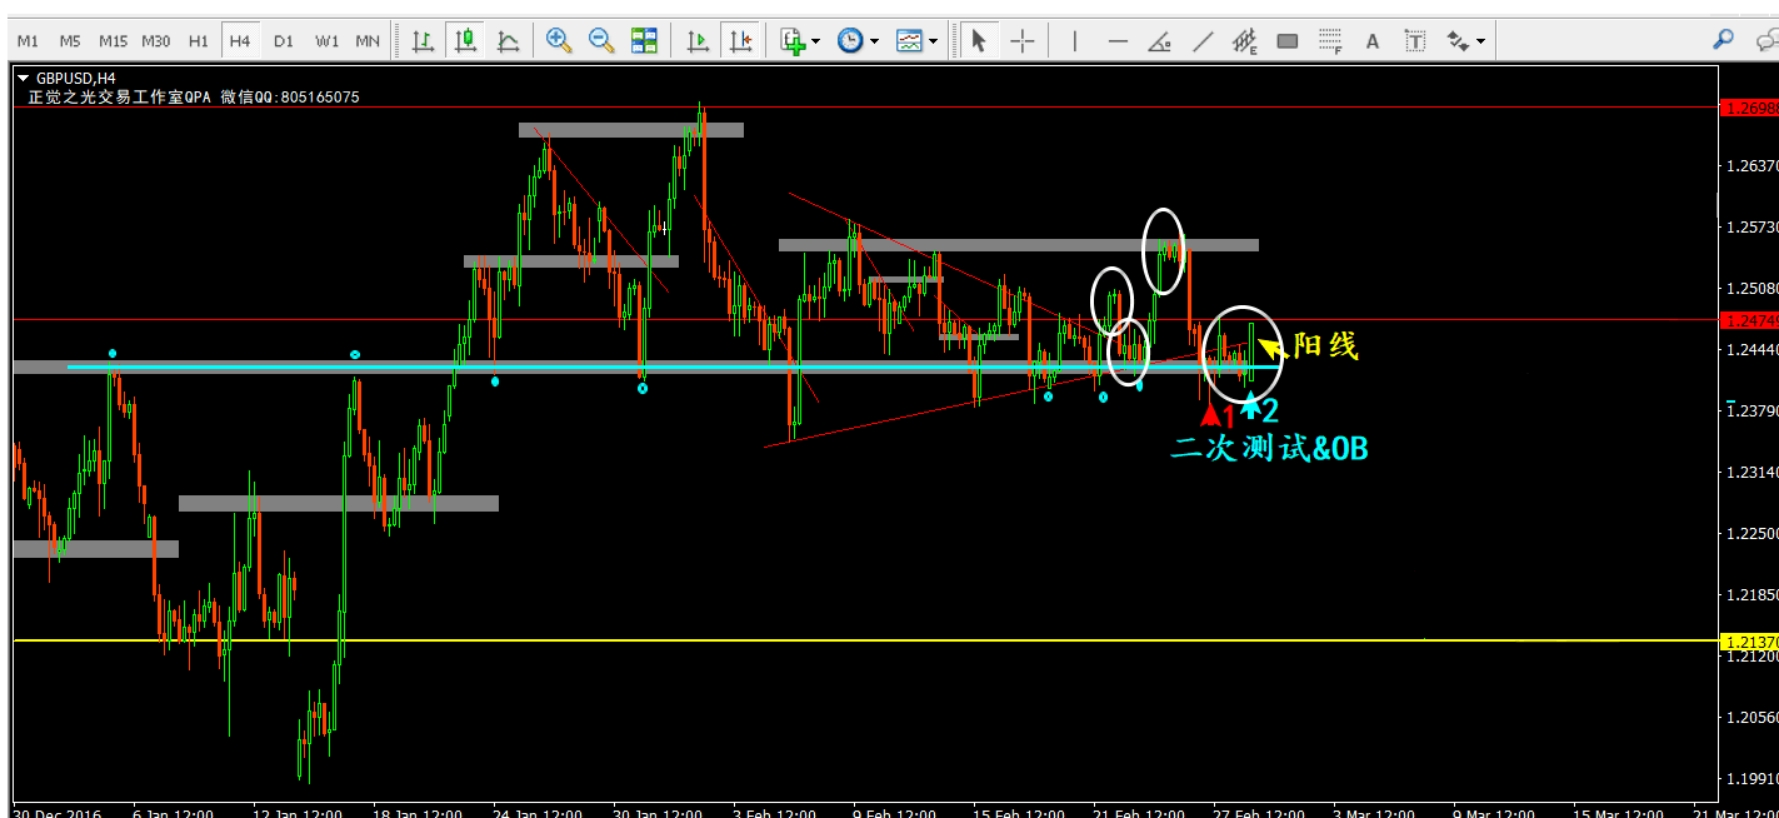 M1 M5 M15 M30 H1 H4 D1 W1 MN E F A T
GBPUSD,H4
正觉之光交易工作室QPA 微信QQ:805165075
1.26988
1.26370
1.25730
1.25080
1.24749
1.24440
1.23790
1.23140
1.22500
1.21850
1.21370
1.21200
1.20560
1.19910
阳线
1 2
二次测试&OB
30 Dec 2016 6 Jan 12:00 12 Jan 12:00 18 Jan 12:00 24 Jan 12:00 30 Jan 12:00 3 Feb 12:00 9 Feb 12:00 15 Feb 12:00 21 Feb 12:00 27 Feb 12:00 3 Mar 12:00 9 Mar 12:00 15 Mar 12:00 21 Mar 12:00